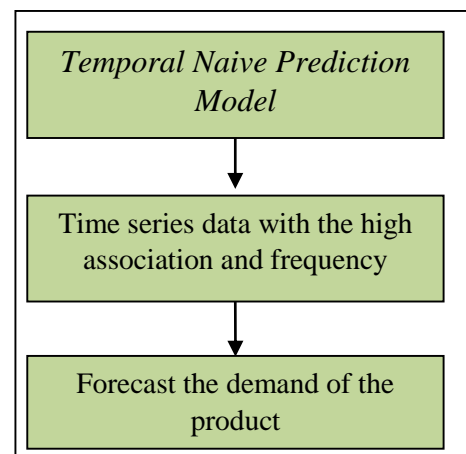 Temporal Naive Prediction
Model
Time series data with the high
association and frequency
Forecast the demand of the
product